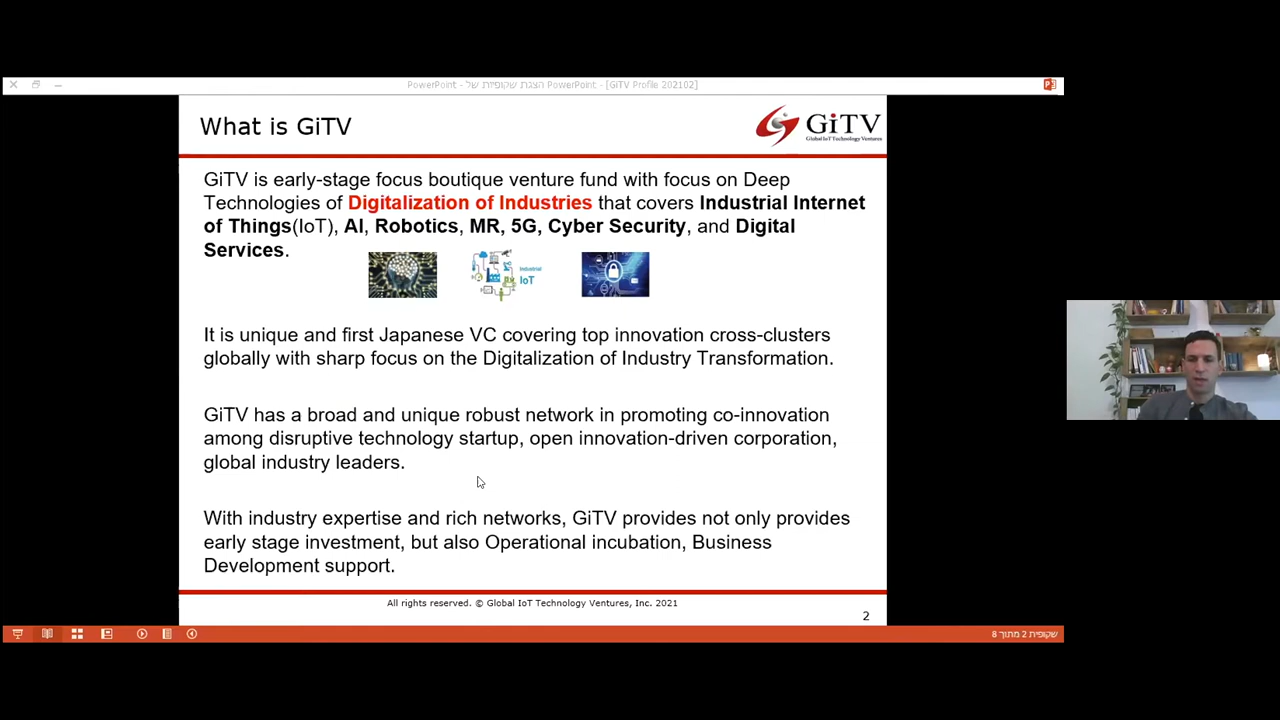 PowerPoint - הצגת שקופיות של PowerPoint - [GiTV Profile 202102]
What is GiTV
GiTV
Global IoT Technology Ventures
GiTV is early-stage focus boutique venture fund with focus on Deep
Technologies of Digitalization of Industries that covers Industrial Internet
of Things(IoT), AI, Robotics, MR, 5G, Cyber Security, and Digital
Services.
Industrial
IoT
It is unique and first Japanese VC covering top innovation cross-clusters
globally with sharp focus on the Digitalization of Industry Transformation.
GiTV has a broad and unique robust network in promoting co-innovation
among disruptive technology startup, open innovation-driven corporation,
global industry leaders.
With industry expertise and rich networks, GiTV provides not only provides
early stage investment, but also Operational incubation, Business
Development support.
All rights reserved. © Global IoT Technology Ventures, Inc. 2021
2
שקופית 2 מתוך 8